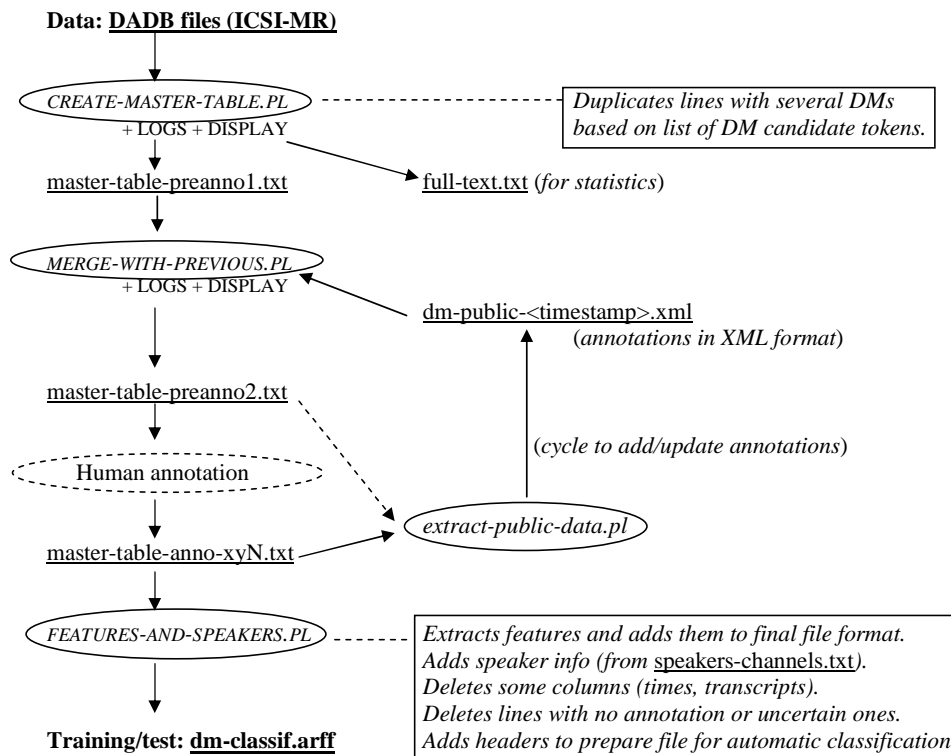 Data: DADB files (ICSI-MR)
CREATE-MASTER-TABLE.PL
+ LOGS + DISPLAY
Duplicates lines with several DMs
based on list of DM candidate tokens.
master-table-preanno1.txt
full-text.txt (for statistics)
MERGE-WITH-PREVIOUS.PL
+ LOGS + DISPLAY
dm-public-<timestamp>.xml
(annotations in XML format)
master-table-preanno2.txt
(cycle to add/update annotations)
Human annotation
extract-public-data.pl
master-table-anno-xyN.txt
FEATURES-AND-SPEAKERS.PL
Extracts features and adds them to final file format.
Adds speaker info (from speakers-channels.txt).
Deletes some columns (times, transcripts).
Deletes lines with no annotation or uncertain ones.
Adds headers to prepare file for automatic classification
Training/test: dm-classif.arff